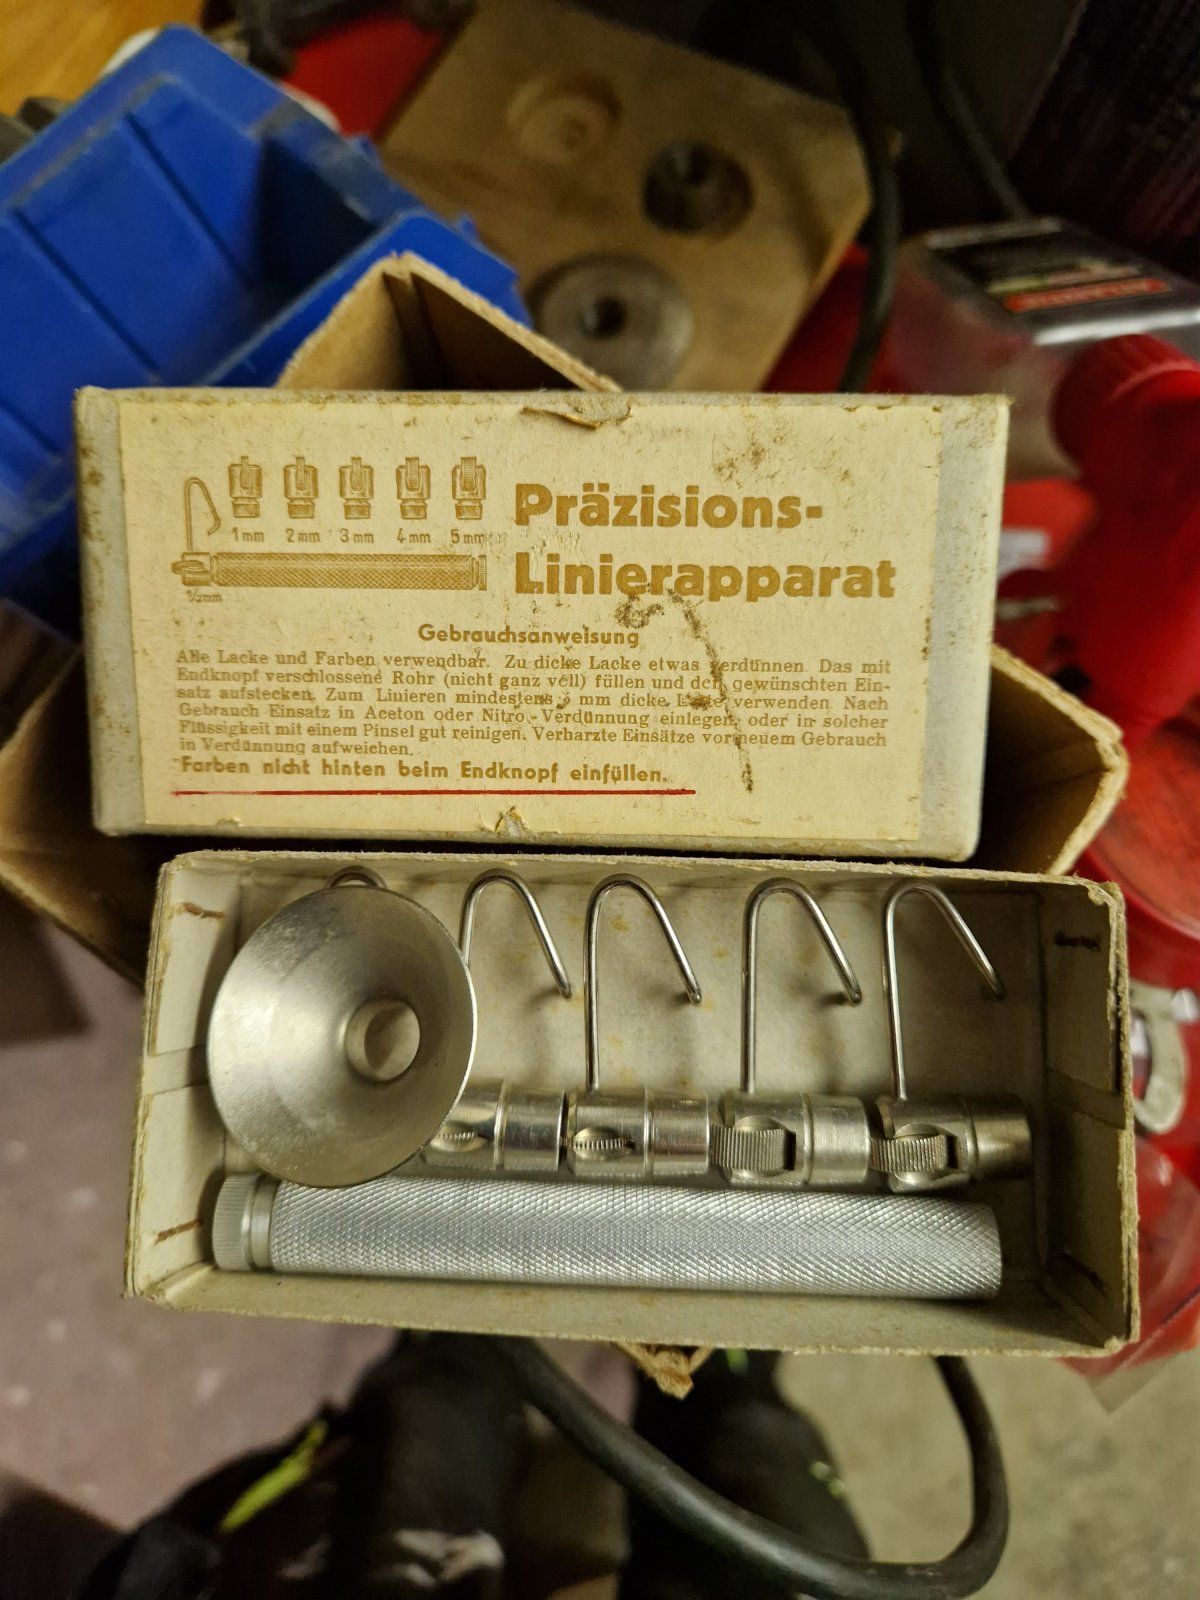 1mm 2mm 3mm 4mm 5mm
Präzisions-
Linierapparat
½mm
Gebrauchsanweisung
Alle Lacke und Farben verwendbar. Zu dicke Lacke etwas verdünnen. Das mit
Endknopf verschlossene Rohr (nicht ganz voll) füllen und den gewünschten Ein-
satz aufstecken. Zum Linieren mindestens mm dicke verwenden. Nach
Gebrauch Einsatz in Aceton oder Nitro-Verdünnung einlegen, oder in solcher
Flüssigkeit mit einem Pinsel gut reinigen. Verharzte Einsätze vor neuem Gebrauch
in Verdünnung aufweichen.
Farben nicht hinten beim Endknopf einfüllen.